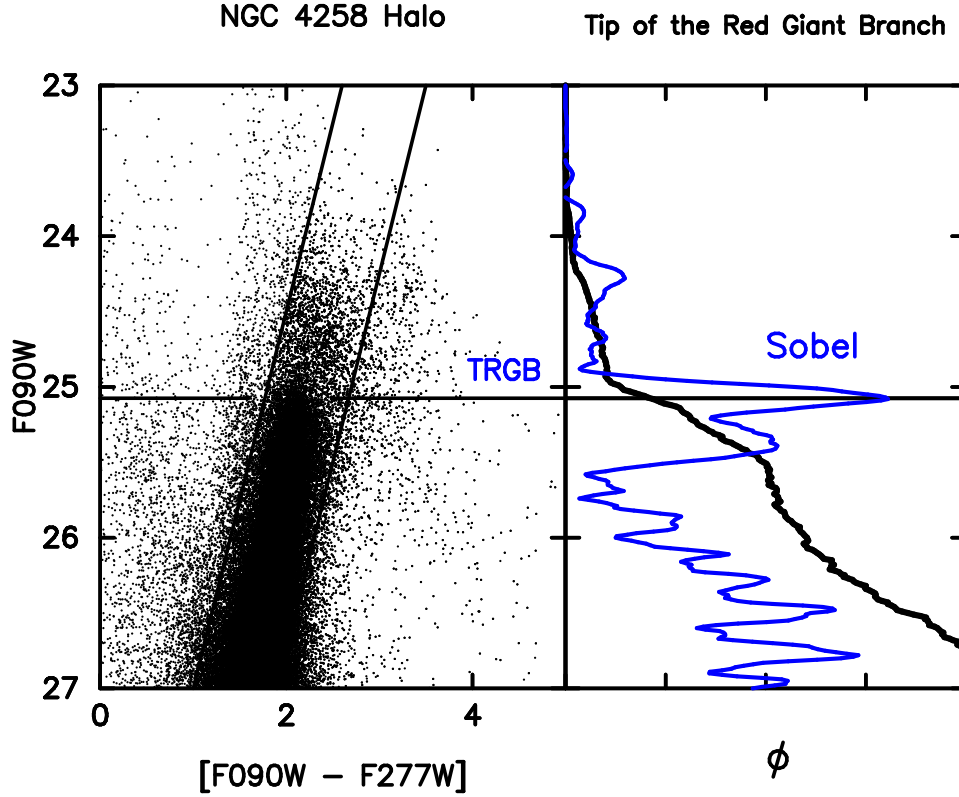 NGC 4258 Halo
Tip of the Red Giant Branch
23
24
25
26
27
F090W
TRGB
Sobel
0 2 4
[F090W − F277W]
ϕ